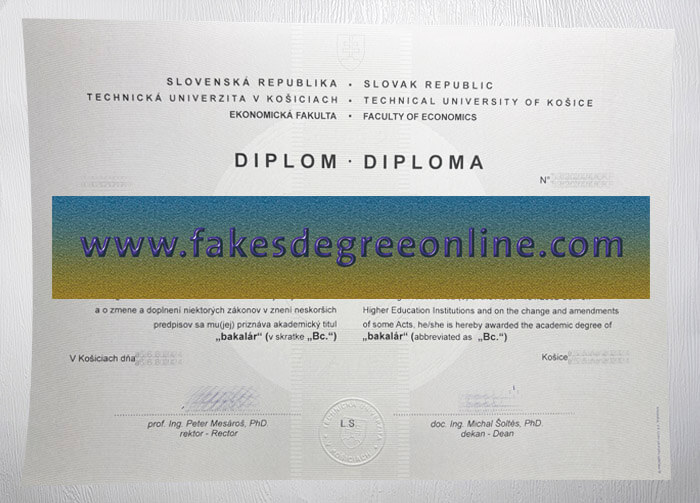 SLOVENSKÁ REPUBLIKA • SLOVAK REPUBLIC
TECHNICKÁ UNIVERZITA V KOŠICIACH • TECHNICAL UNIVERSITY OF KOŠICE
EKONOMICKÁ FAKULTA • FACULTY OF ECONOMICS
DIPLOM · DIPLOMA
N°
www.fakesdegreeonline.com
a o zmene a doplnení niektorých zákonov v znení neskorších
predpisov sa mu(jej) priznáva akademický titul
„bakalár“ (v skratke „Bc.“)
Higher Education Institutions and on the change and amendments
of some Acts, he/she is hereby awarded the academic degree of
„bakalár“ (abbreviated as „Bc.“)
V Košiciach dňa
Košice
prof. Ing. Peter Mesároš, PhD.
rektor - Rector
L.S.
doc. Ing. Michal Šoltés, PhD.
dekan - Dean